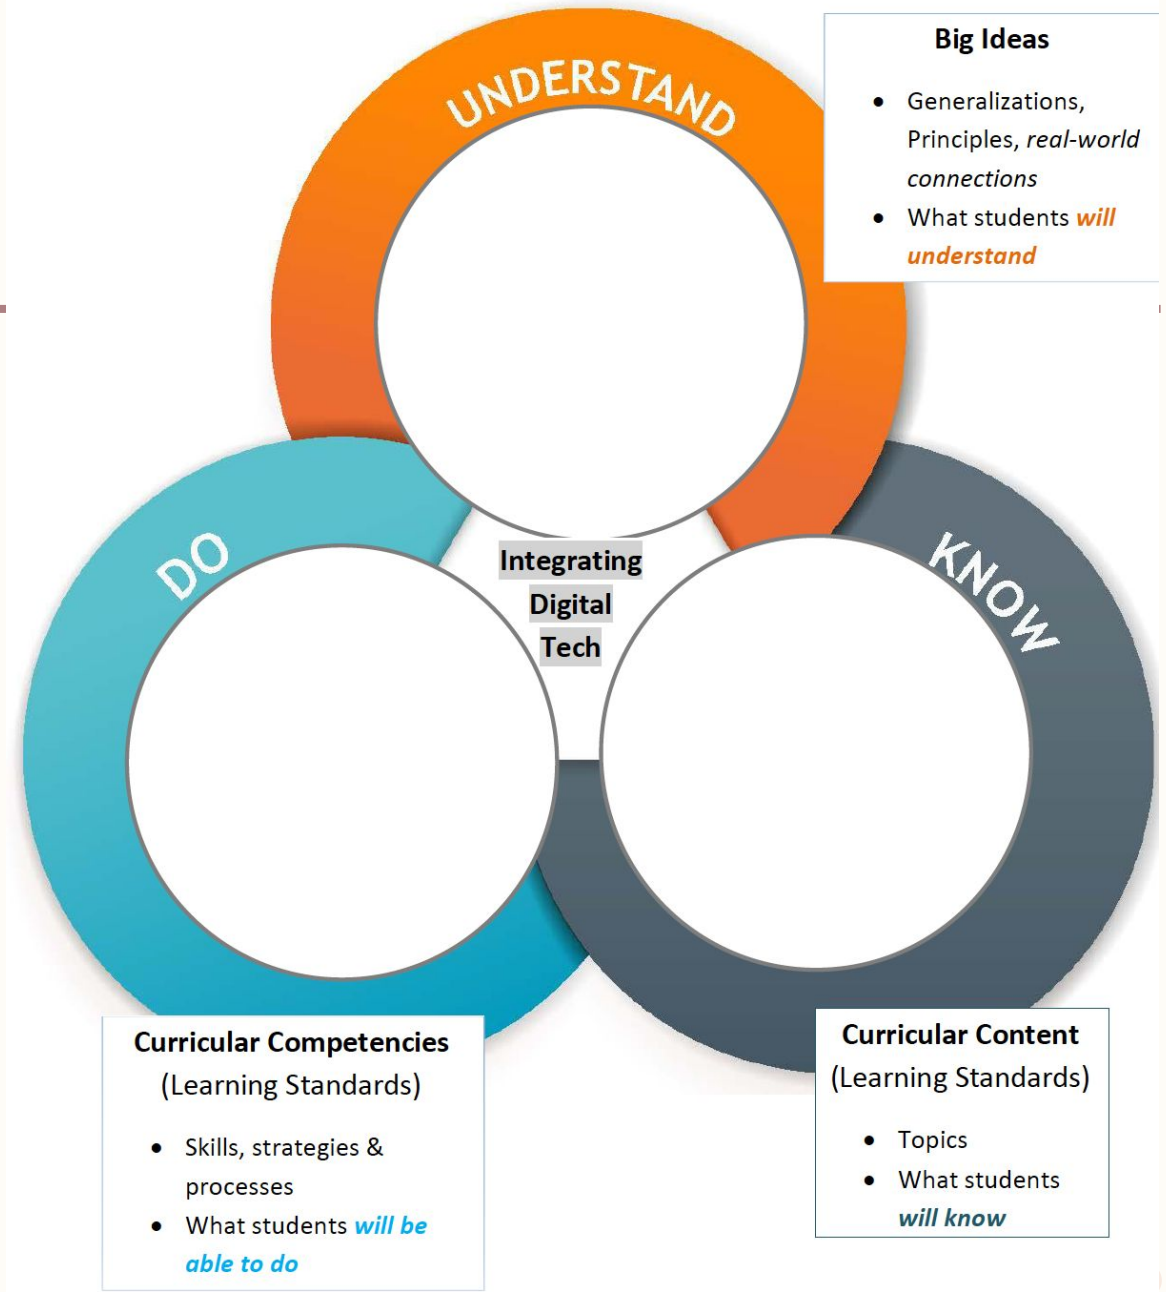 UNDERSTAND
Big Ideas
• Generalizations,
Principles, real-world
connections
• What students will
understand
DO
KNOW
Integrating
Digital
Tech
Curricular Competencies
(Learning Standards)
• Skills, strategies &
processes
• What students will be
able to do
Curricular Content
(Learning Standards)
• Topics
• What students
will know